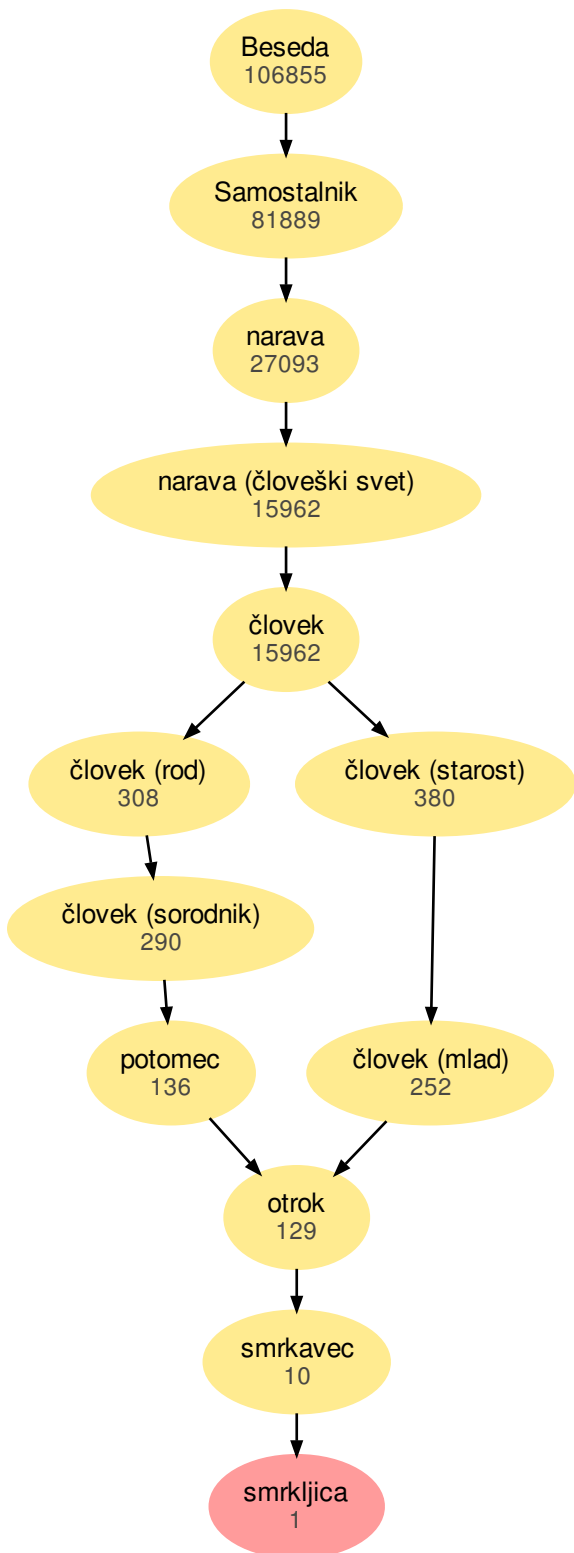 Beseda
106855
Samostalnik
81889
narava
27093
narava (človeški svet)
15962
človek
15962
človek (rod)
308
človek (starost)
380
človek (sorodnik)
290
potomec
136
človek (mlad)
252
otrok
129
smrkavec
10
smrkljica
1